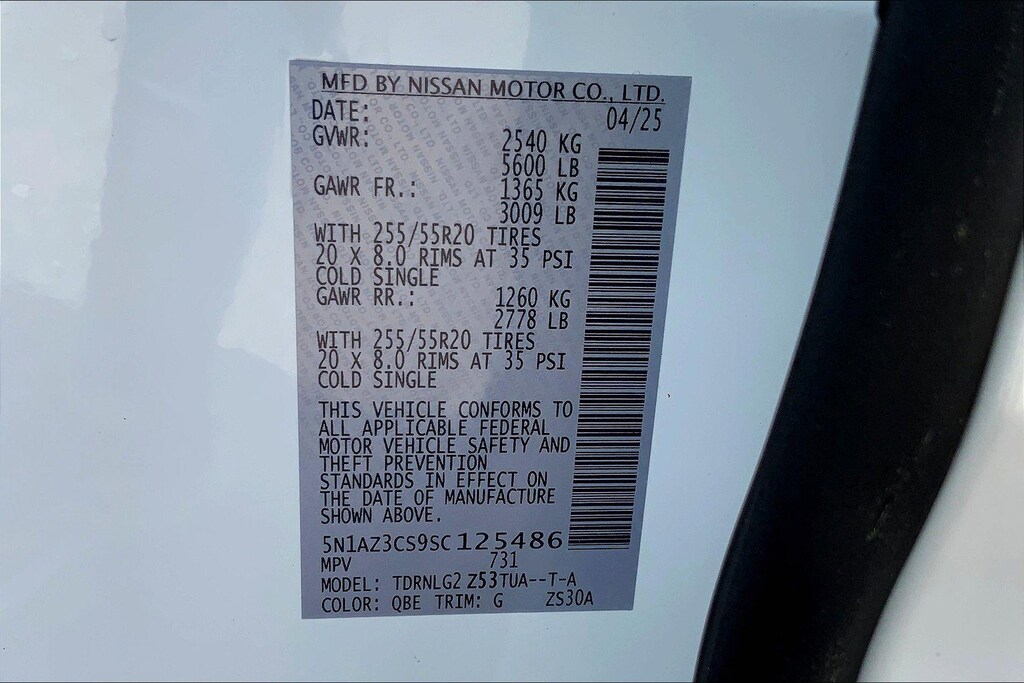 MFD BY NISSAN MOTOR CO., LTD.
DATE: 04/25
GVWR: 2540 KG
5600 LB
GAWR FR.: 1365 KG
3009 LB
WITH 255/55R20 TIRES
20 X 8.0 RIMS AT 35 PSI
COLD SINGLE
GAWR RR.: 1260 KG
2778 LB
WITH 255/55R20 TIRES
20 X 8.0 RIMS AT 35 PSI
COLD SINGLE
THIS VEHICLE CONFORMS TO
ALL APPLICABLE FEDERAL
MOTOR VEHICLE SAFETY AND
THEFT PREVENTION
STANDARDS IN EFFECT ON
THE DATE OF MANUFACTURE
SHOWN ABOVE.
5N1AZ3CS9SC125486
MPV 731
MODEL: TDRNLG2 Z53TUA--T-A
COLOR: QBE TRIM: G ZS30A